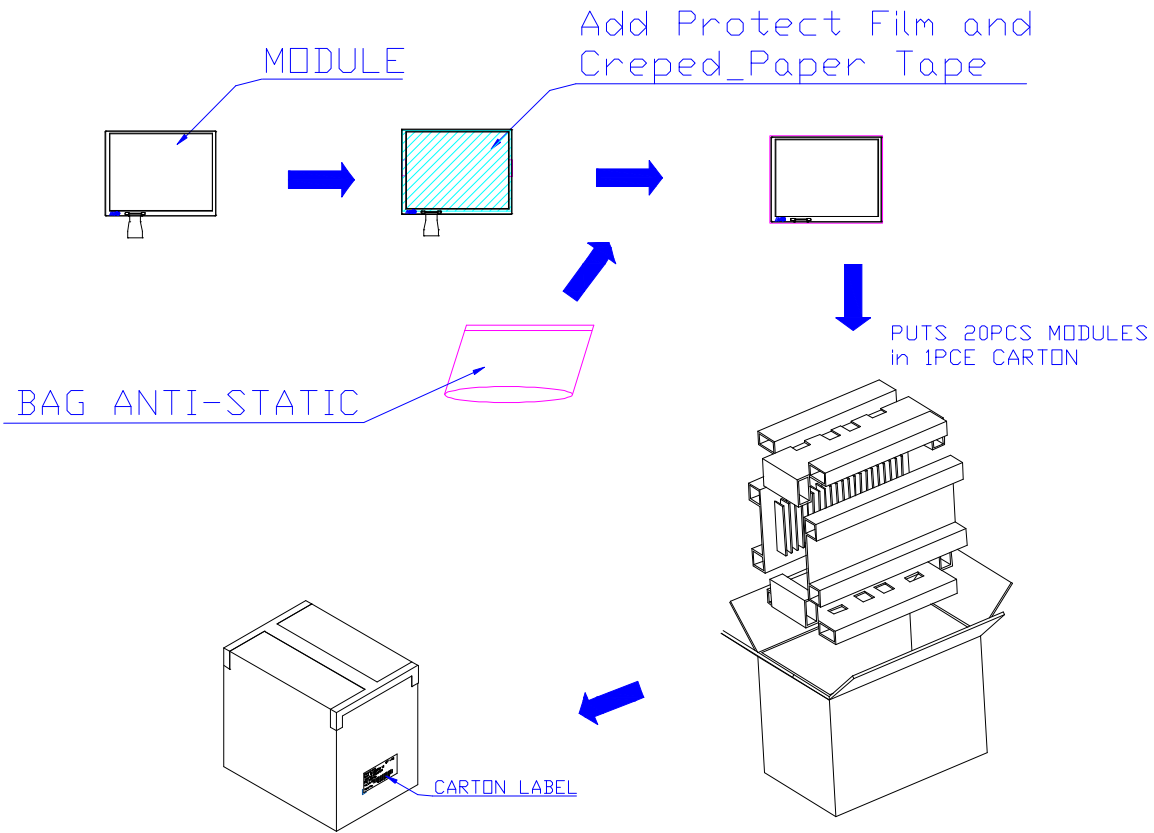 Add Protect Film and
Creped_Paper Tape
MODULE
PUTS 20PCS MODULES
in 1PCE CARTON
BAG ANTI-STATIC
CARTON LABEL